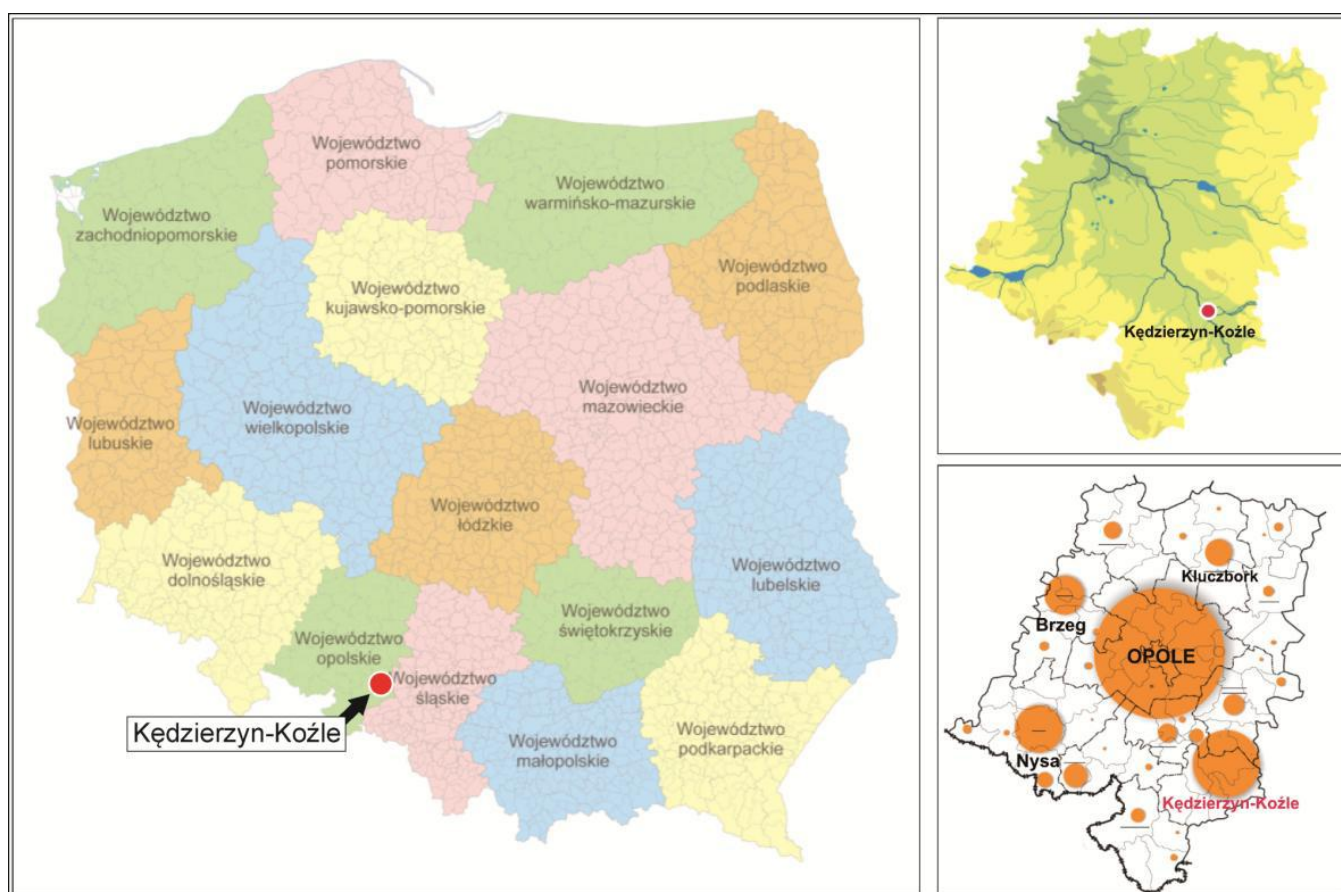 Województwo
pomorskie
Województwo
warmińsko-mazurskie
Województwo
zachodniopomorskie
Województwo
podlaskie
Województwo
kujawsko-pomorskie
Województwo
mazowieckie
Województwo
wielkopolskie
Województwo
lubuskie
Województwo
łódzkie
Województwo
dolnośląskie
Województwo
lubelskie
Województwo
świętokrzyskie
Województwo
opolskie
Województwo
śląskie
Kędzierzyn-Koźle
Województwo
małopolskie
Województwo
podkarpackie
Kędzierzyn-Koźle
Kluczbork
Brzeg
OPOLE
Nysa
Kędzierzyn-Koźle